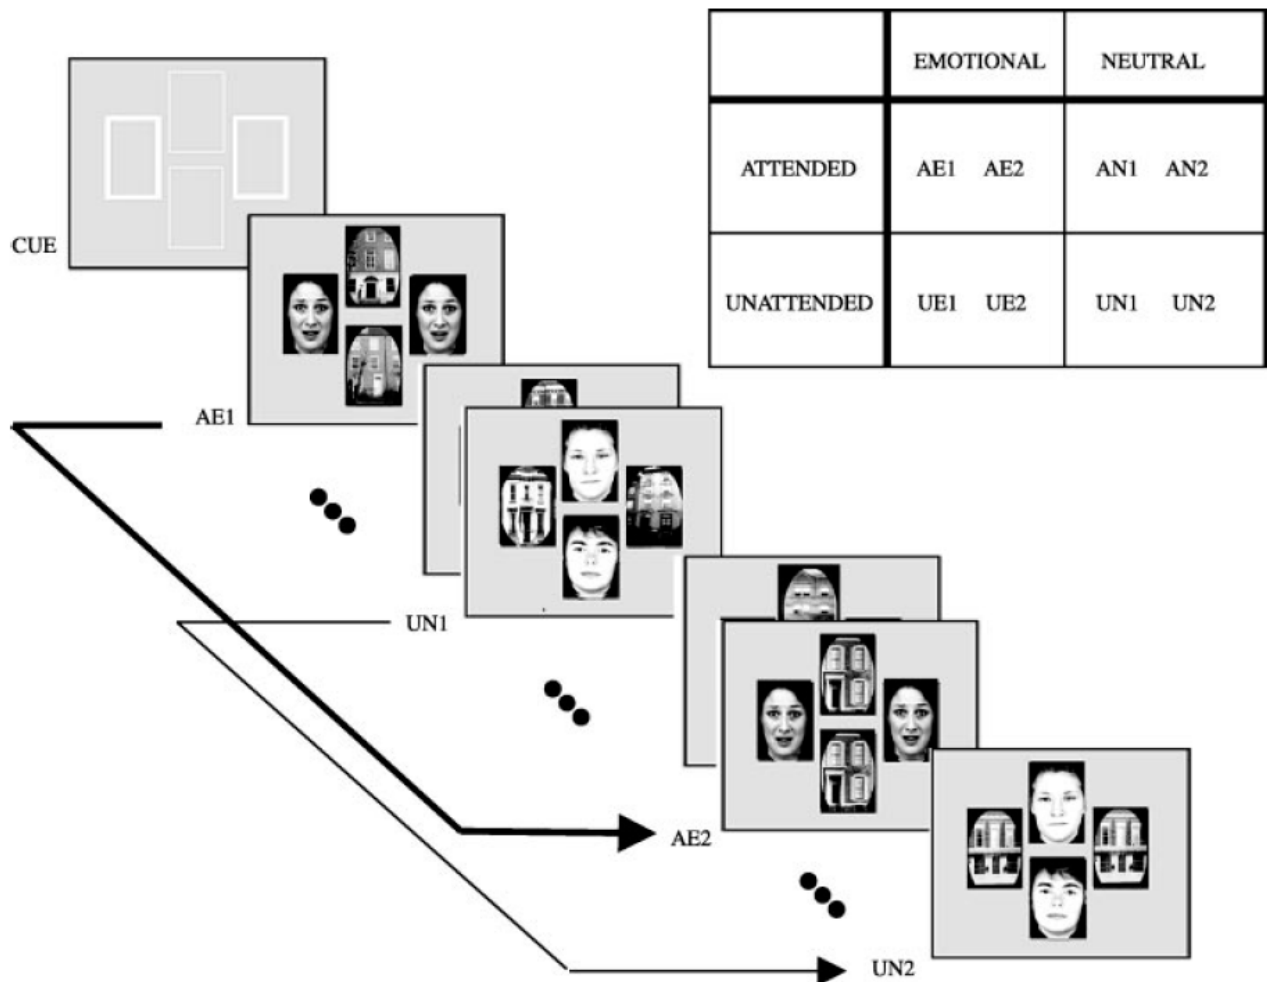 EMOTIONAL NEUTRAL
ATTENDED AE1 AE2 AN1 AN2
UNATTENDED UE1 UE2 UN1 UN2
CUE
AE1
UN1
AE2
UN2